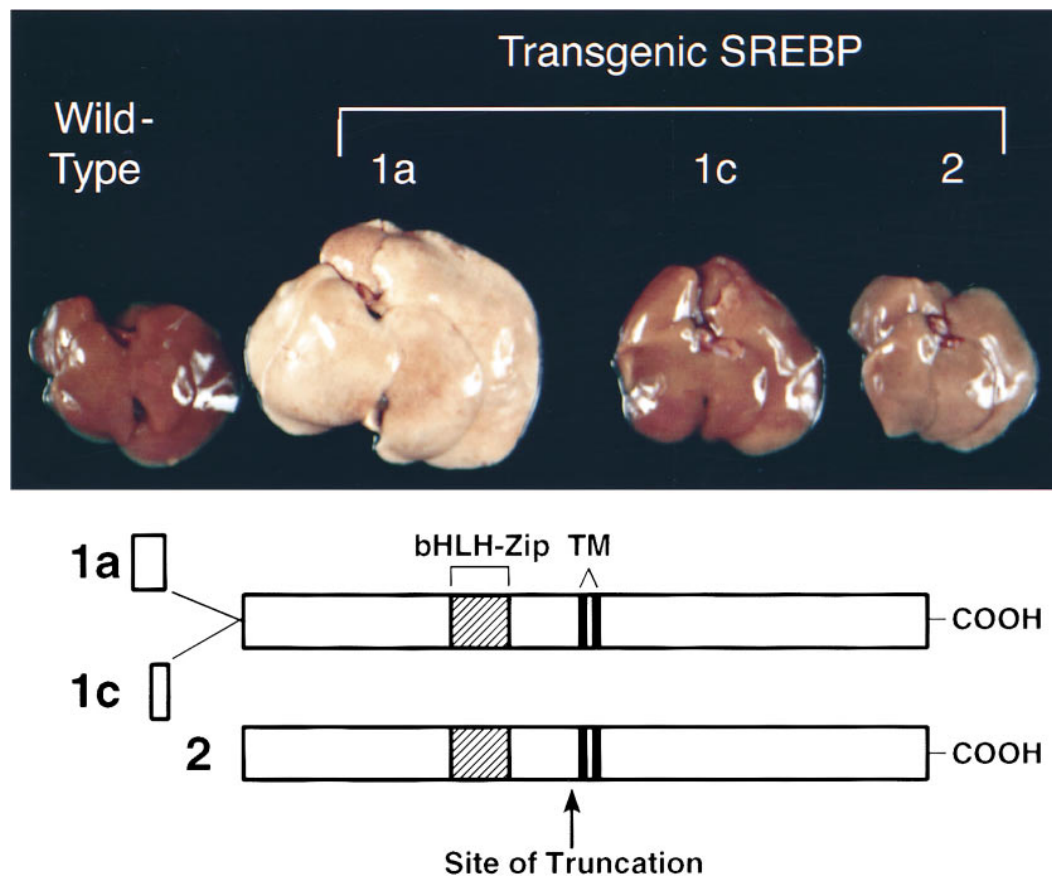 Transgenic SREBP
Wild-
Type
1a
1c
2
bHLH-Zip
TM
1a
COOH
1c
2
COOH
Site of Truncation